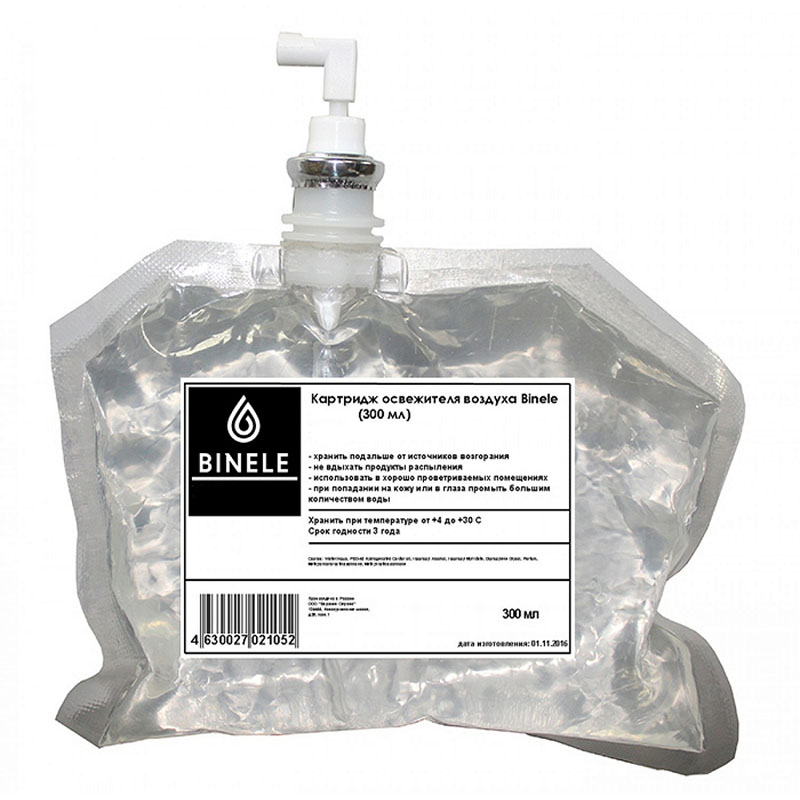 BINELE
Картридж освежителя воздуха Binele
(300 мл)
- хранить подальше от источников возгорания
- не вдыхать продукты распыления
- использовать в хорошо проветриваемых помещениях
- при попадании на кожу или в глаза промыть большим
количеством воды
Хранить при температуре от +4 до +30 С
Срок годности 3 года
Произведено в России
300 мл
4 630027 021052
дата изготовления: 01.11.2016